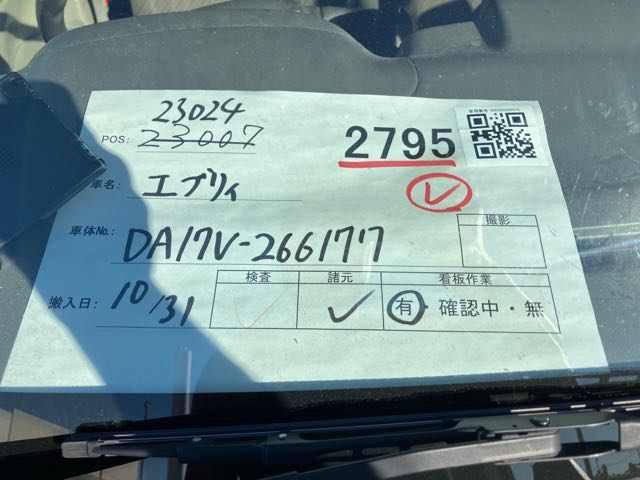 23024
POS: 23007
2795
車名: エブリィ
車体No.: DA17V-266177
撮影
搬入日: 10/31
検査 諸元 看板作業
有・確認中・無